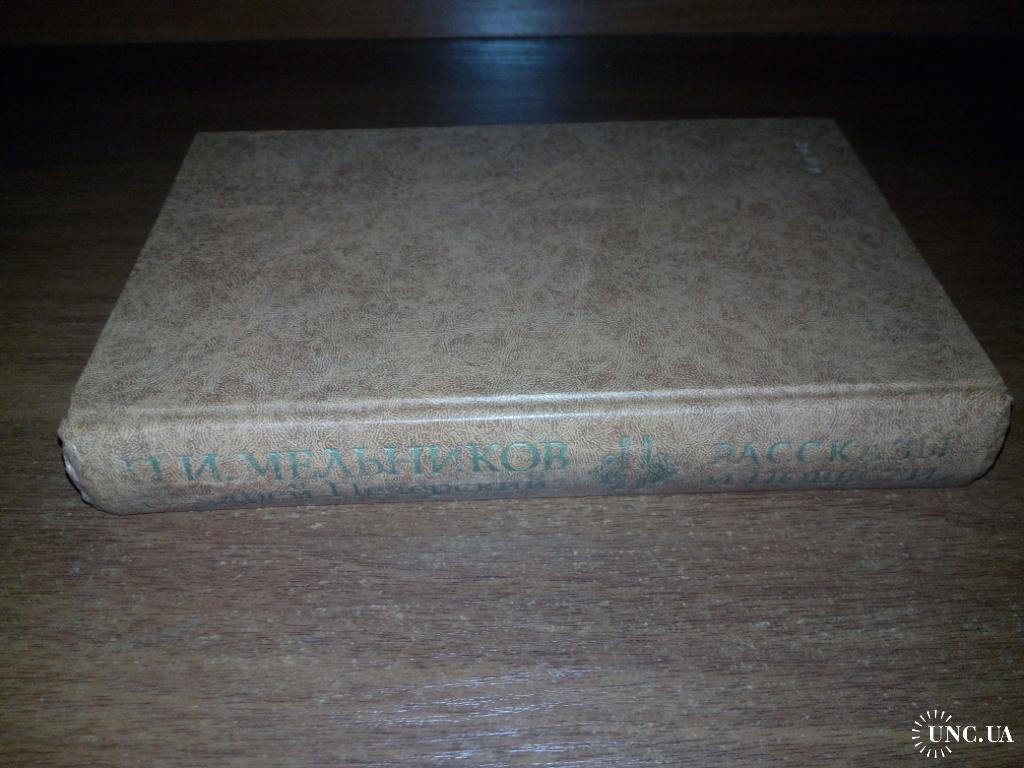 П. И. МЕЛЬНИКОВ
Андрей Печерский
РАССКАЗЫ
И ПОВЕСТИ
UNC.UA